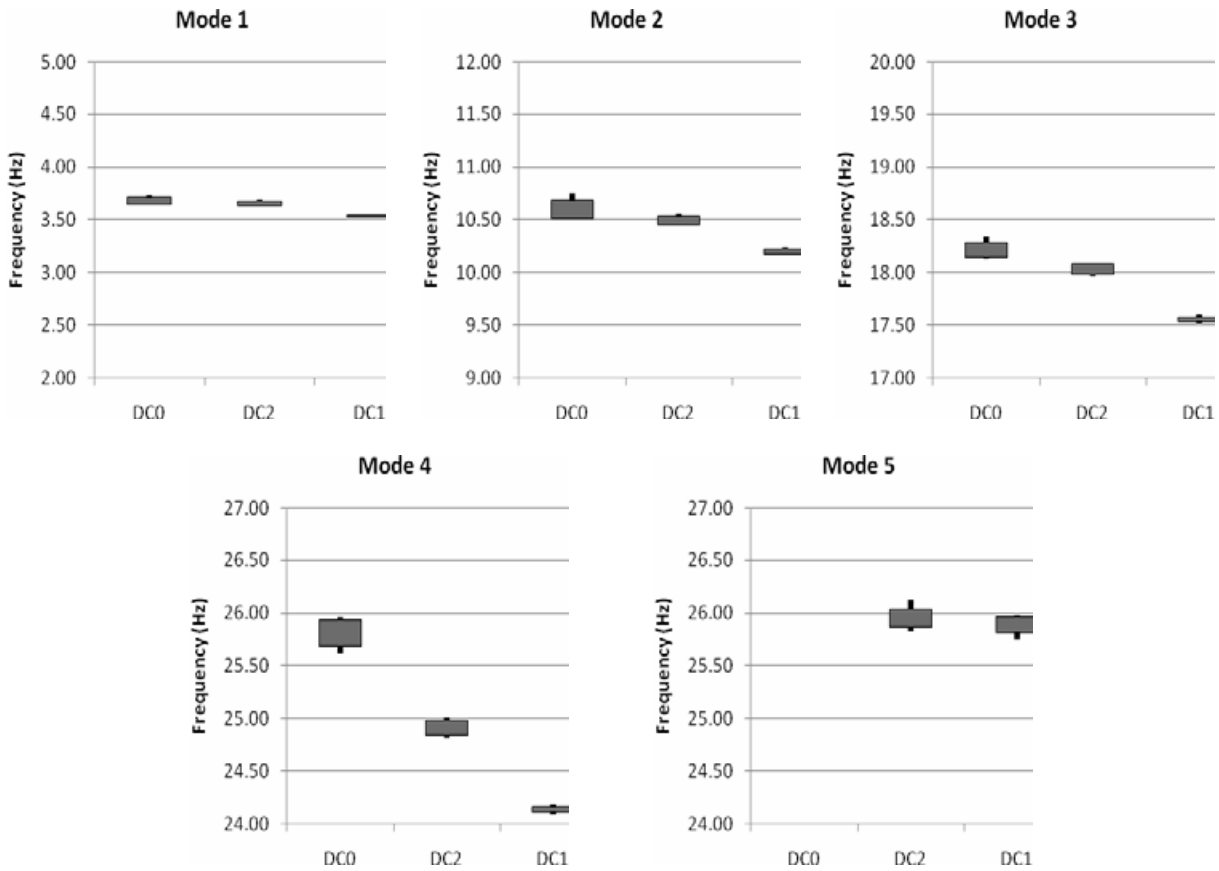 Mode 1
Mode 2
Mode 3
Frequency (Hz)
5.00
4.50
4.00
3.50
3.00
2.50
2.00
DC0 DC2 DC1
Frequency (Hz)
12.00
11.50
11.00
10.50
10.00
9.50
9.00
DC0 DC2 DC1
Frequency (Hz)
20.00
19.50
19.00
18.50
18.00
17.50
17.00
DC0 DC2 DC1
Mode 4
Mode 5
Frequency (Hz)
27.00
26.50
26.00
25.50
25.00
24.50
24.00
DC0 DC2 DC1
Frequency (Hz)
27.00
26.50
26.00
25.50
25.00
24.50
24.00
DC0 DC2 DC1